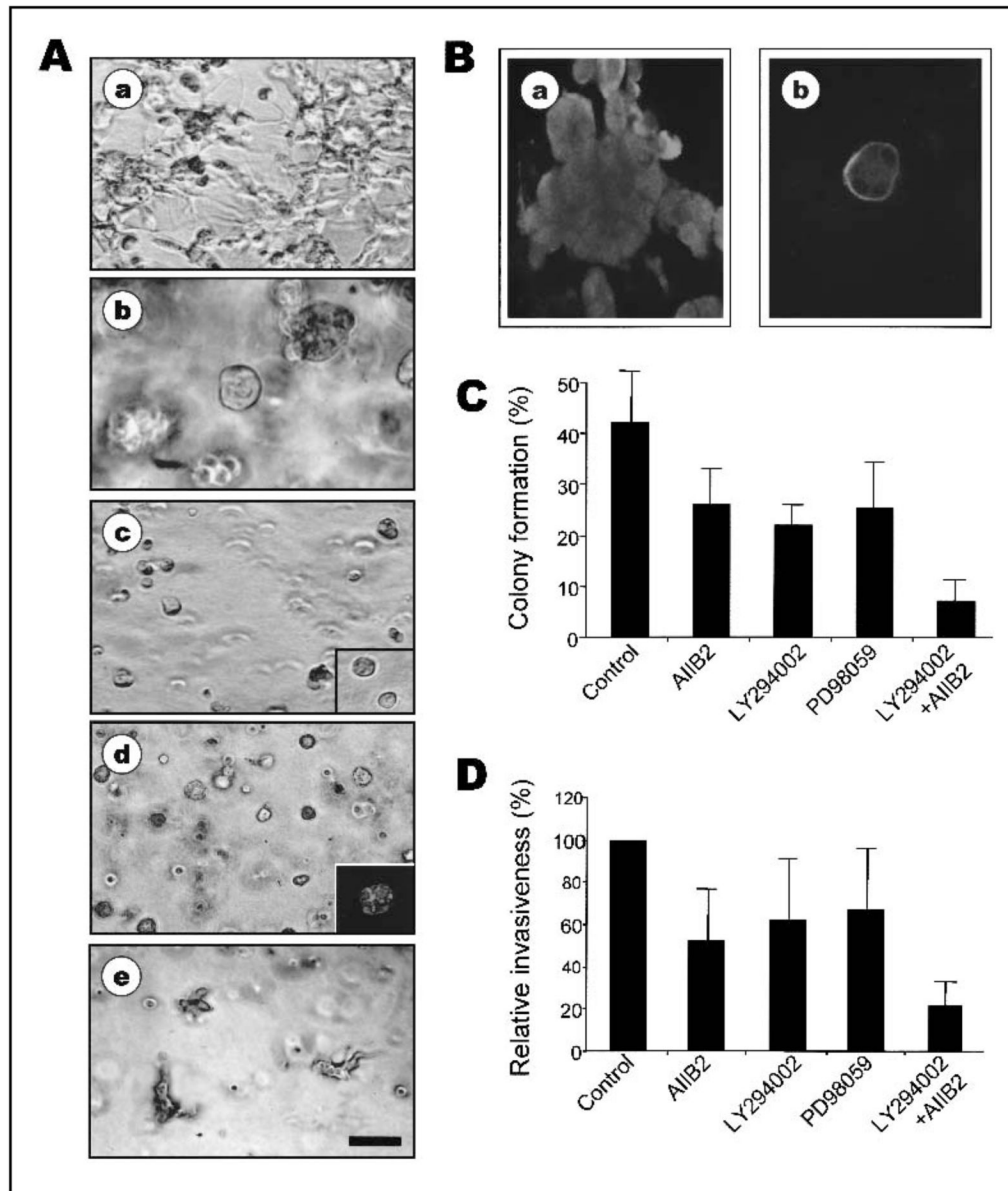 A
a
b
c
d
e
B
a
b
C
Colony formation (%)
50
40
30
20
10
0
Control
AIIB2
LY294002
PD98059
LY294002
+AIIB2
D
Relative invasiveness (%)
120
100
80
60
40
20
0
Control
AIIB2
LY294002
PD98059
LY294002
+AIIB2